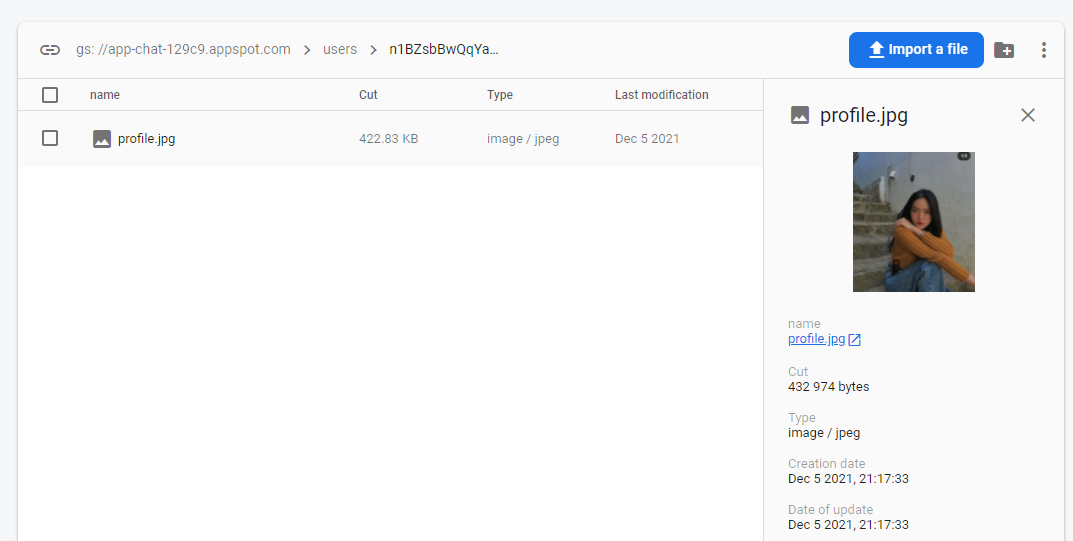 gs: //app-chat-129c9.appspot.com > users > n1BZsbBwQqYa...
Import a file
name Cut Type Last modification
profile.jpg 422.83 KB image / jpeg Dec 5 2021
profile.jpg
name
profile.jpg
Cut
432 974 bytes
Type
image / jpeg
Creation date
Dec 5 2021, 21:17:33
Date of update
Dec 5 2021, 21:17:33